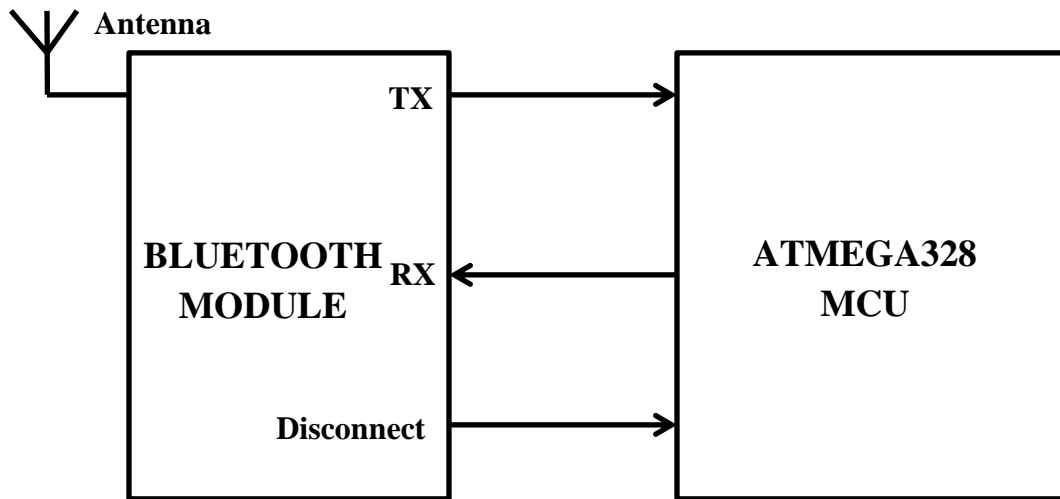 Antenna
TX
BLUETOOTH
MODULE
RX
Disconnect
ATMEGA328
MCU